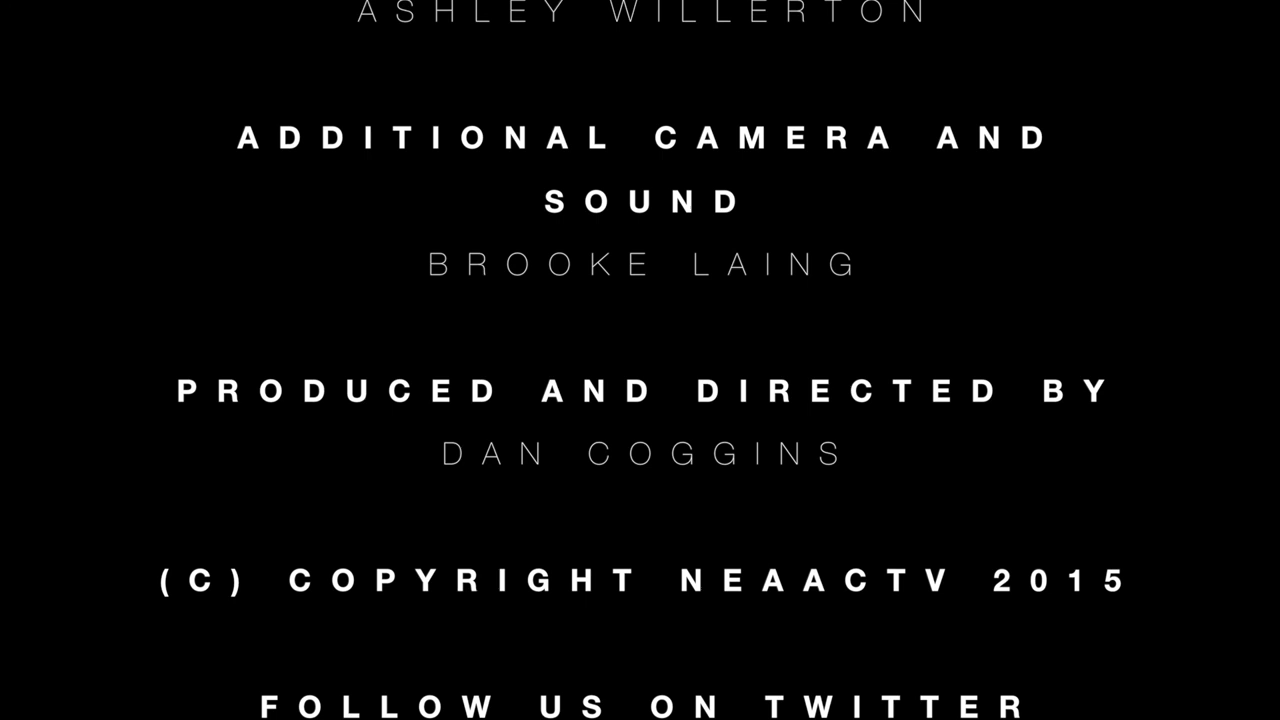 ASHLEY WILLERTON
ADDITIONAL CAMERA AND
SOUND
BROOKE LAING
PRODUCED AND DIRECTED BY
DAN COGGINS
(C) COPYRIGHT NEAACTV 2015
FOLLOW US ON TWITTER